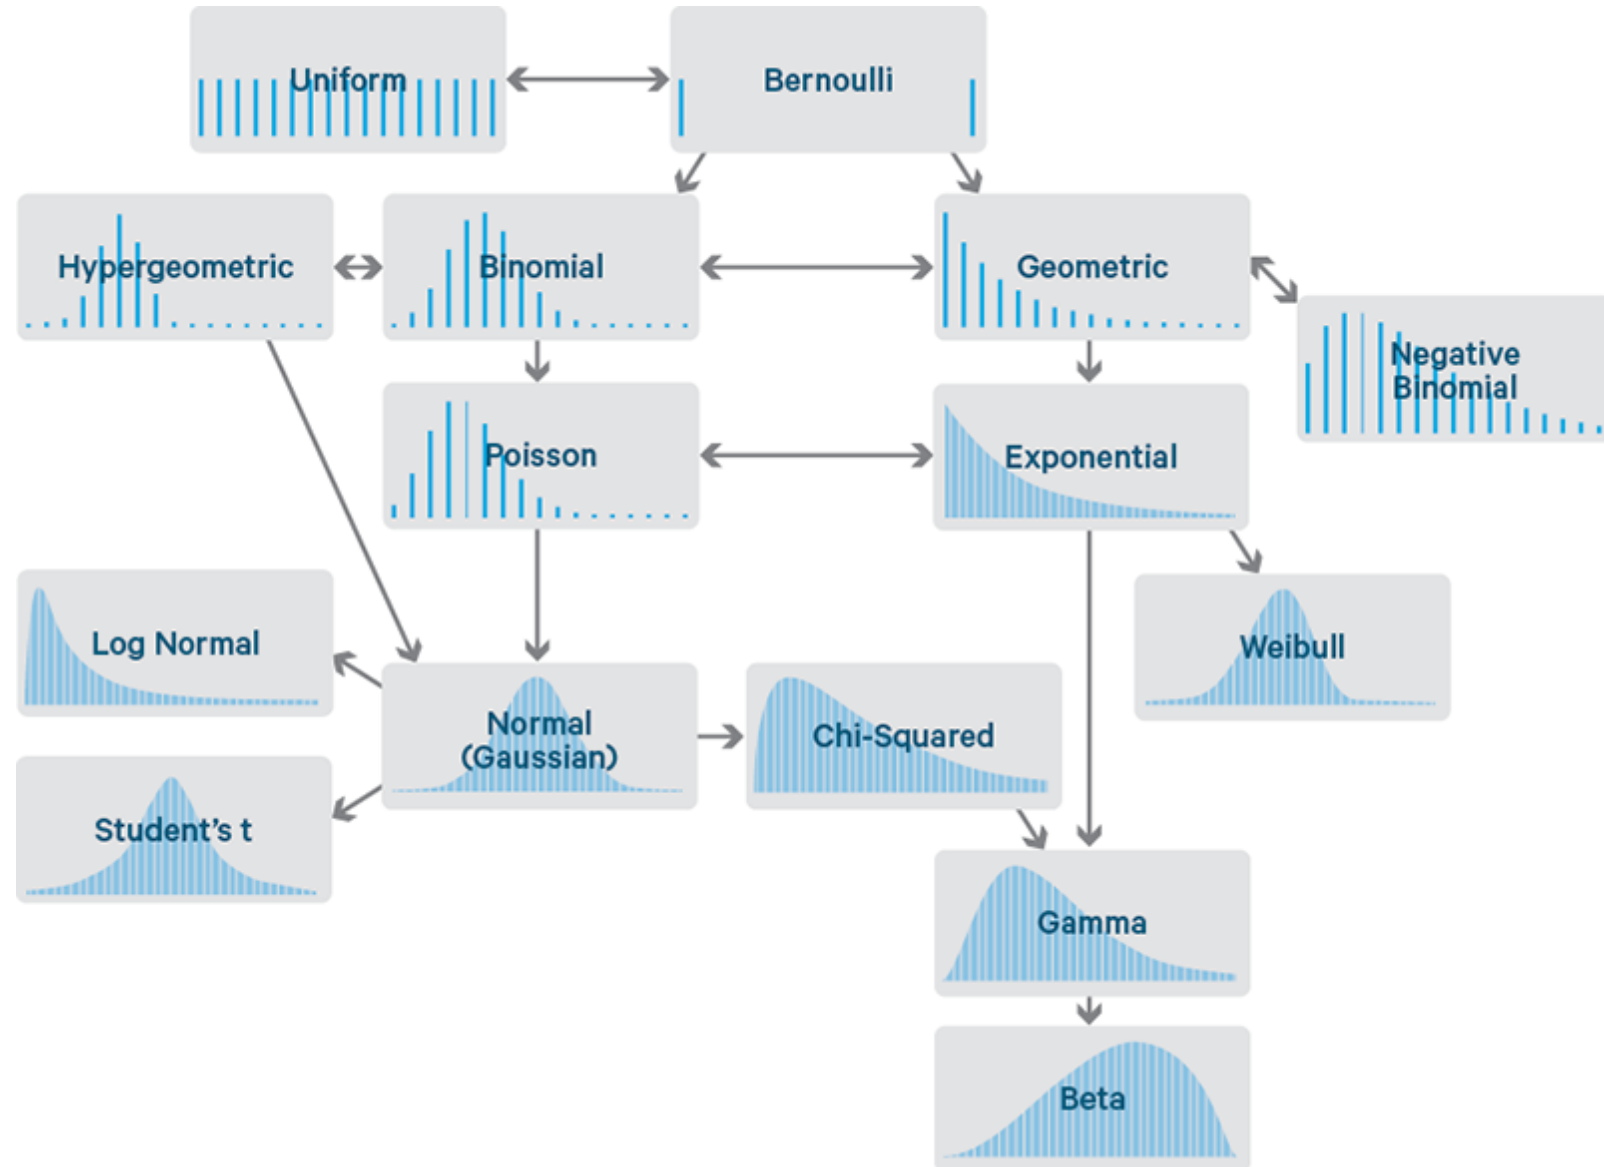 Uniform
Bernoulli
Hypergeometric
Binomial
Geometric
Negative
Binomial
Poisson
Exponential
Log Normal
Weibull
Normal
(Gaussian)
Chi-Squared
Student’s t
Gamma
Beta